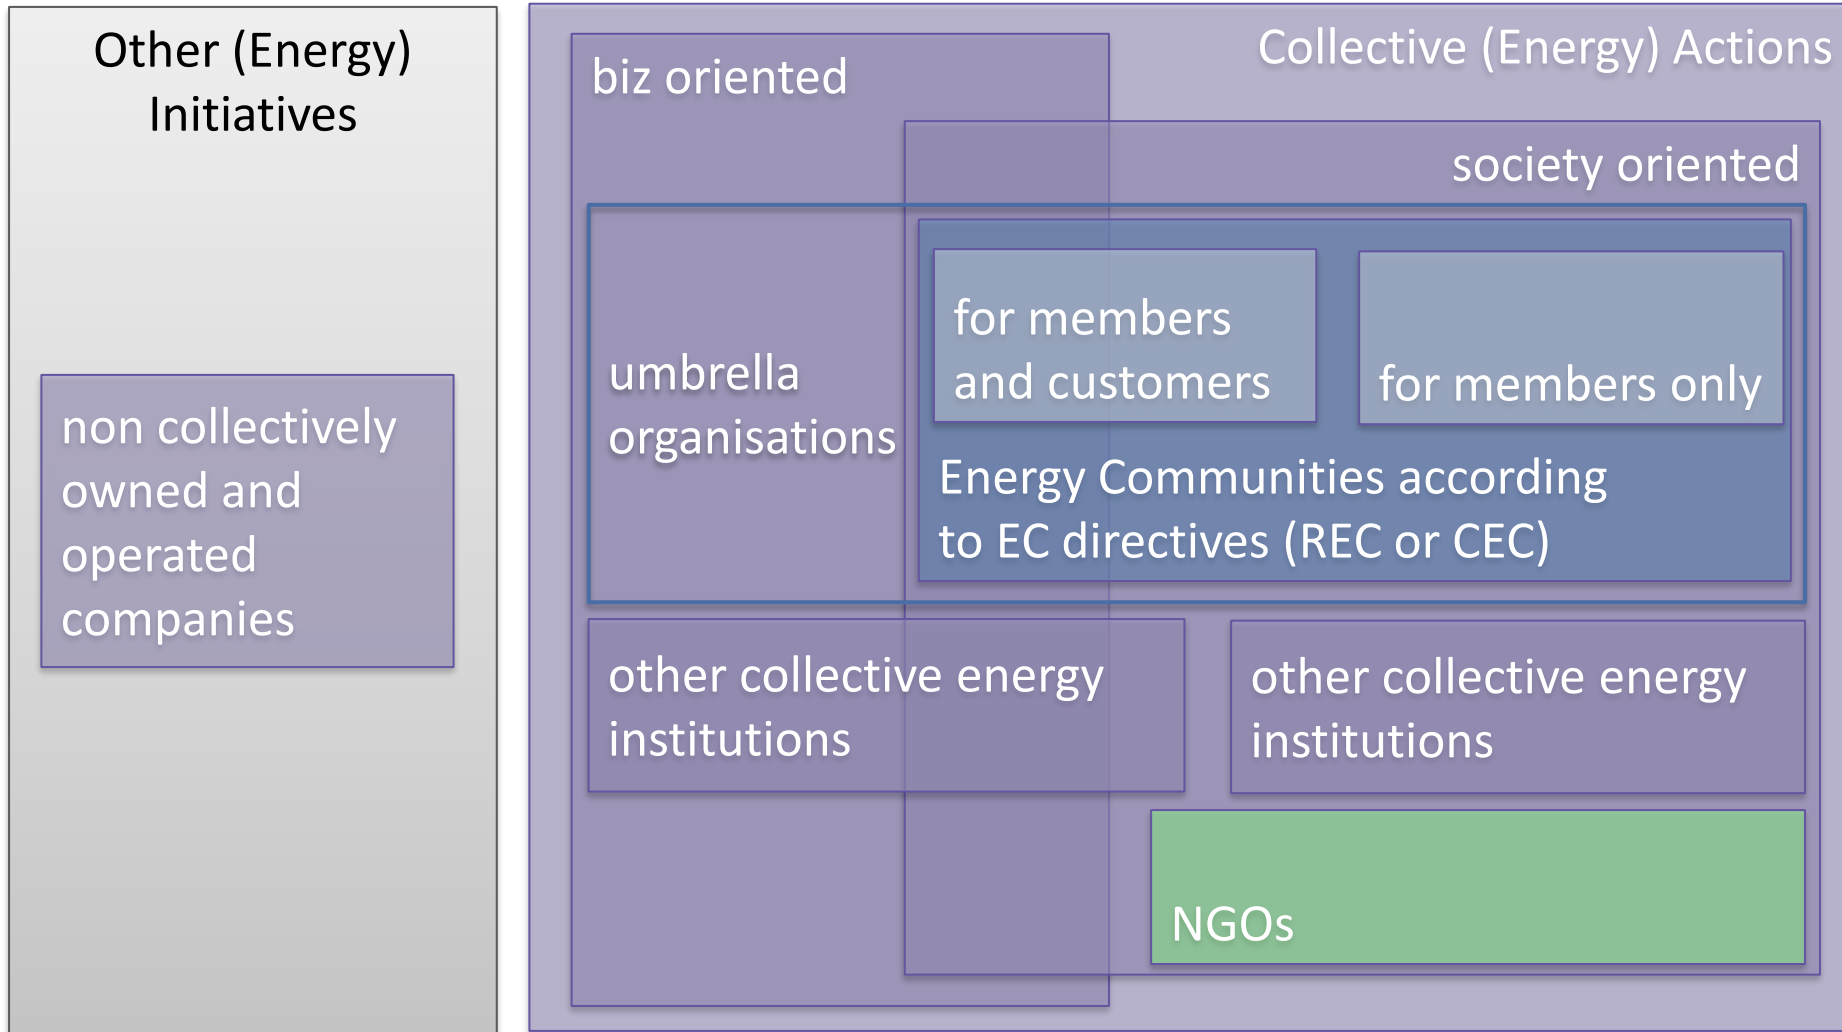 Other (Energy)
Initiatives
non collectively
owned and
operated
companies
Collective (Energy) Actions
biz oriented
society oriented
umbrella
organisations
for members
and customers
for members only
Energy Communities according
to EC directives (REC or CEC)
other collective energy
institutions
other collective energy
institutions
NGOs